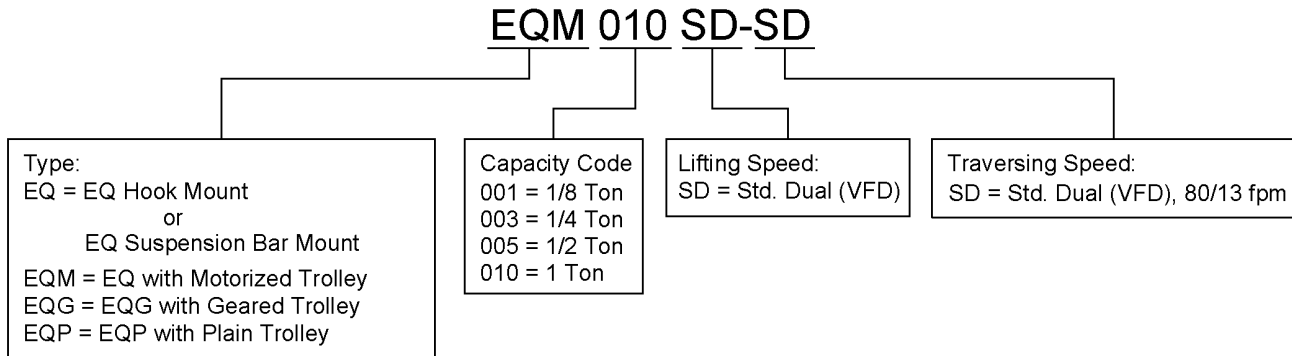 EQM 010 SD-SD
Type:
EQ = EQ Hook Mount
or
EQ Suspension Bar Mount
EQM = EQ with Motorized Trolley
EQG = EQG with Geared Trolley
EQP = EQP with Plain Trolley
Capacity Code
001 = 1/8 Ton
003 = 1/4 Ton
005 = 1/2 Ton
010 = 1 Ton
Lifting Speed:
SD = Std. Dual (VFD)
Traversing Speed:
SD = Std. Dual (VFD), 80/13 fpm